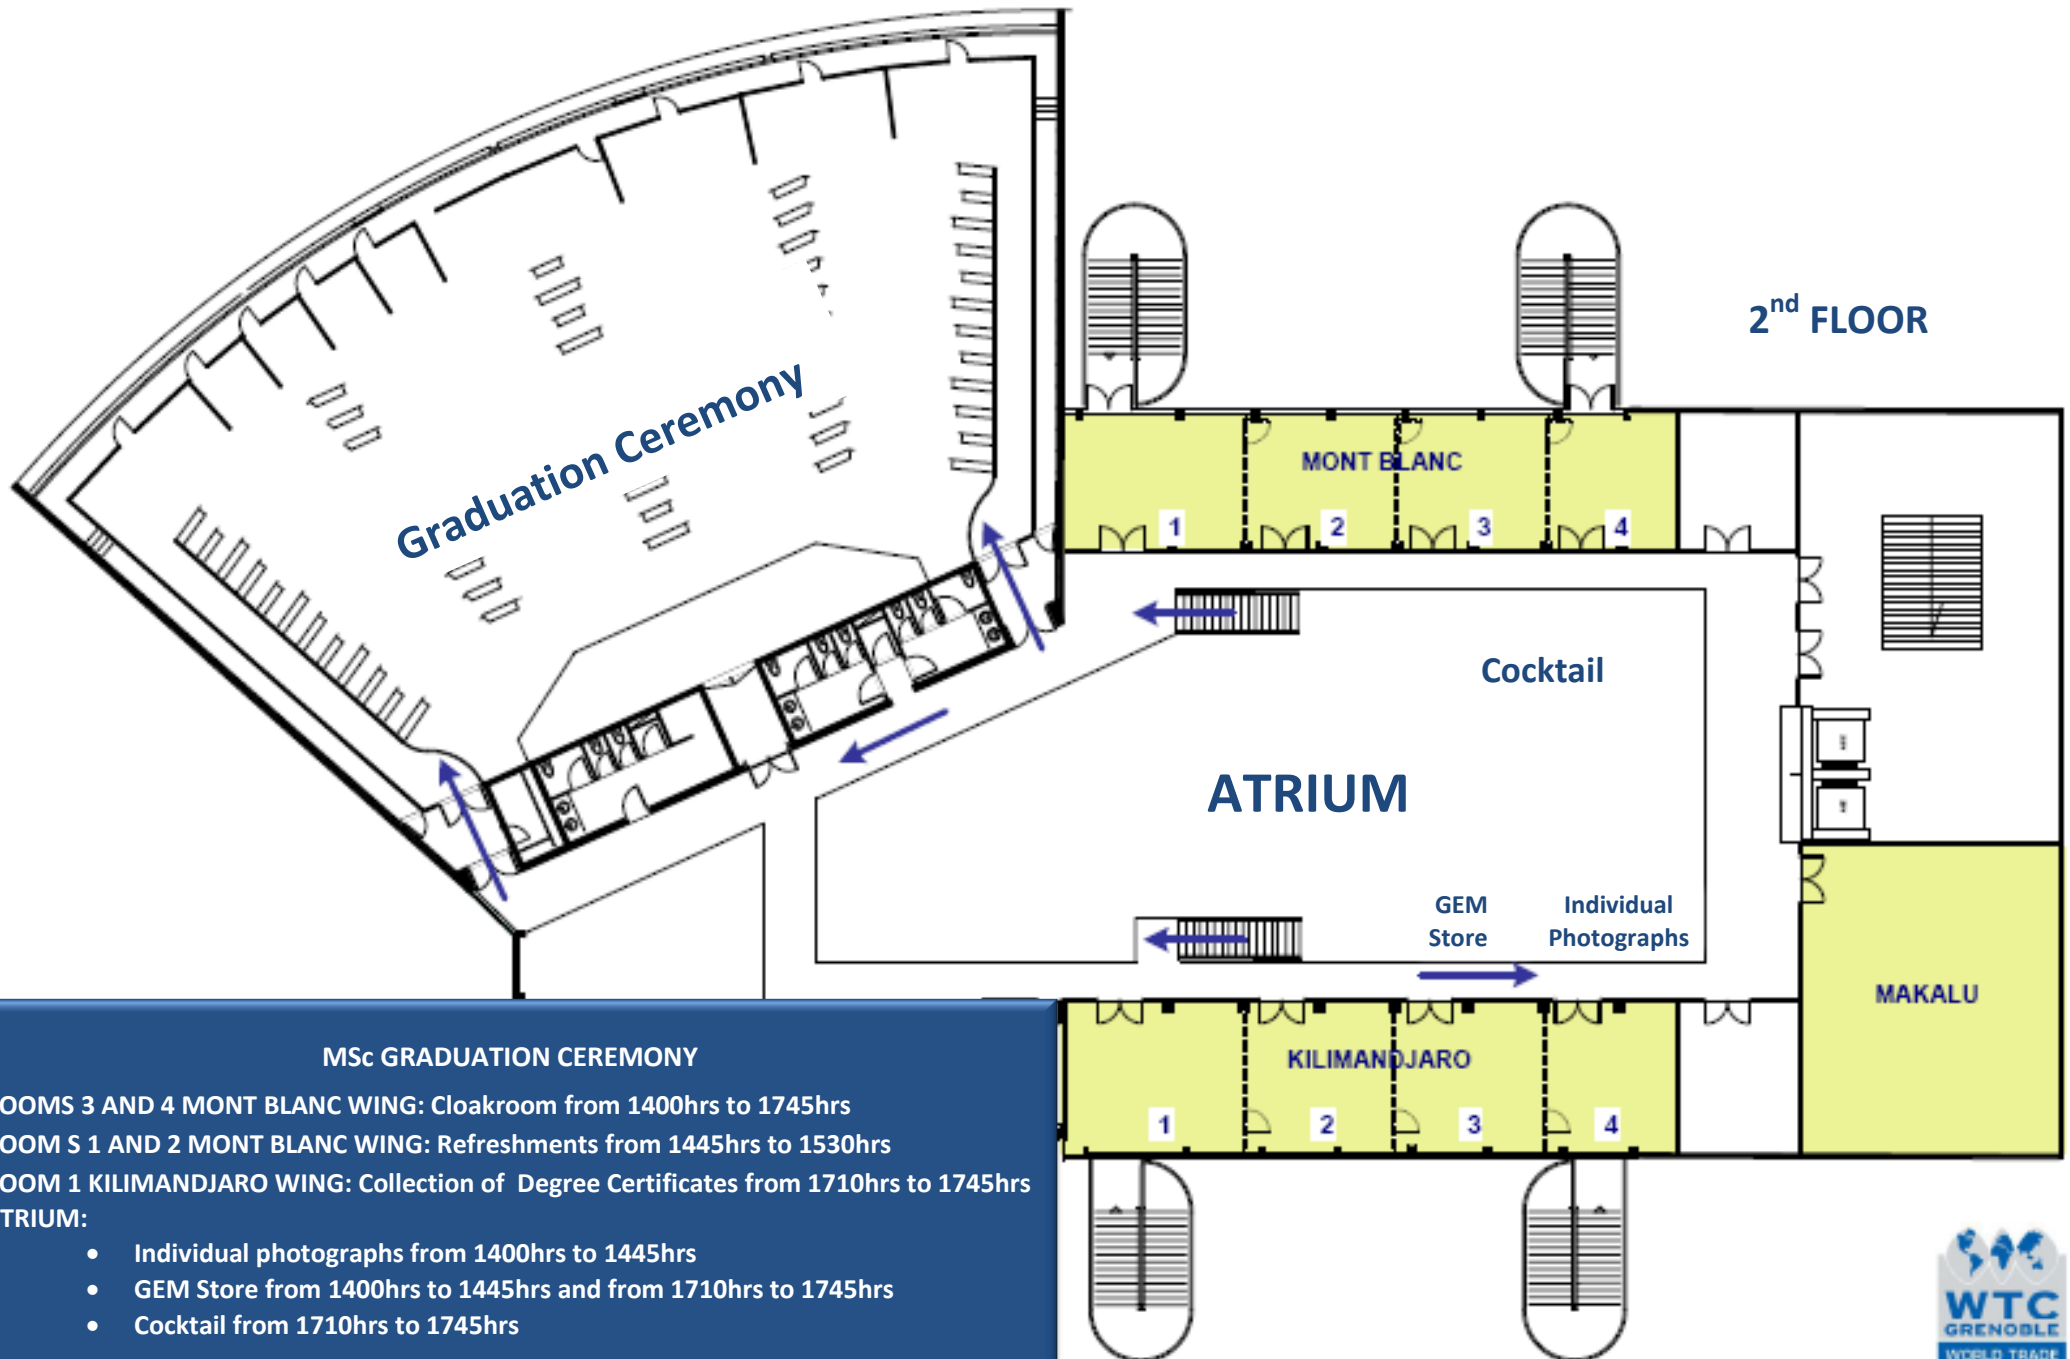 2nd FLOOR
Graduation Ceremony
MONT BLANC
1 2 3 4
Cocktail
ATRIUM
GEM Store
Individual Photographs
MAKALU
KILIMANDJARO
1 2 3 4
MSc GRADUATION CEREMONY
OOMS 3 AND 4 MONT BLANC WING: Cloakroom from 1400hrs to 1745hrs
OOM S 1 AND 2 MONT BLANC WING: Refreshments from 1445hrs to 1530hrs
OOM 1 KILIMANDJARO WING: Collection of Degree Certificates from 1710hrs to 1745hrs
TRIUM:
• Individual photographs from 1400hrs to 1445hrs
• GEM Store from 1400hrs to 1445hrs and from 1710hrs to 1745hrs
• Cocktail from 1710hrs to 1745hrs
WTC
GRENOBLE
WORLD TRADE